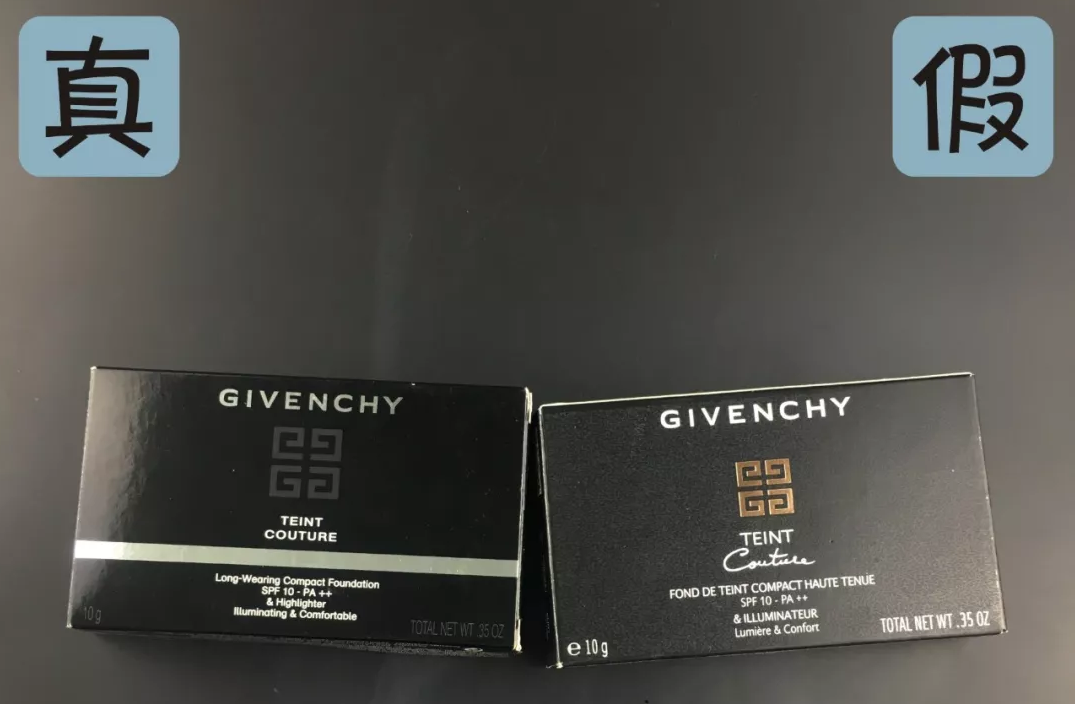 真
假
GIVENCHY
TEINT
COUTURE
Long-Wearing Compact Foundation
SPF 10 - PA ++
& Highlighter
Illuminating & Comfortable
10 g
TOTAL NET WT .35 OZ
GIVENCHY
TEINT
Couture
FOND DE TEINT COMPACT HAUTE TENUE
SPF 10 - PA ++
& ILLUMINATEUR
Lumière & Confort
e 10 g
TOTAL NET WT .35 OZ